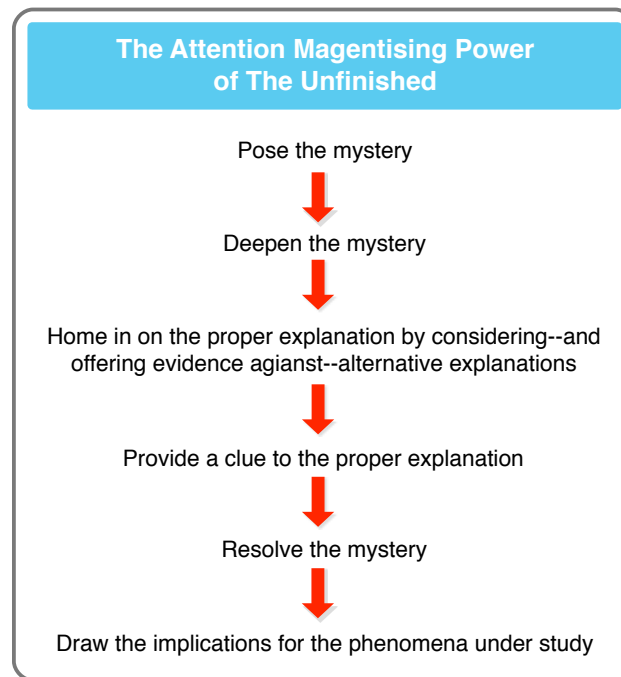 The Attention Magentising Power
of The Unfinished
Pose the mystery
Deepen the mystery
Home in on the proper explanation by considering--and
offering evidence agianst--alternative explanations
Provide a clue to the proper explanation
Resolve the mystery
Draw the implications for the phenomena under study